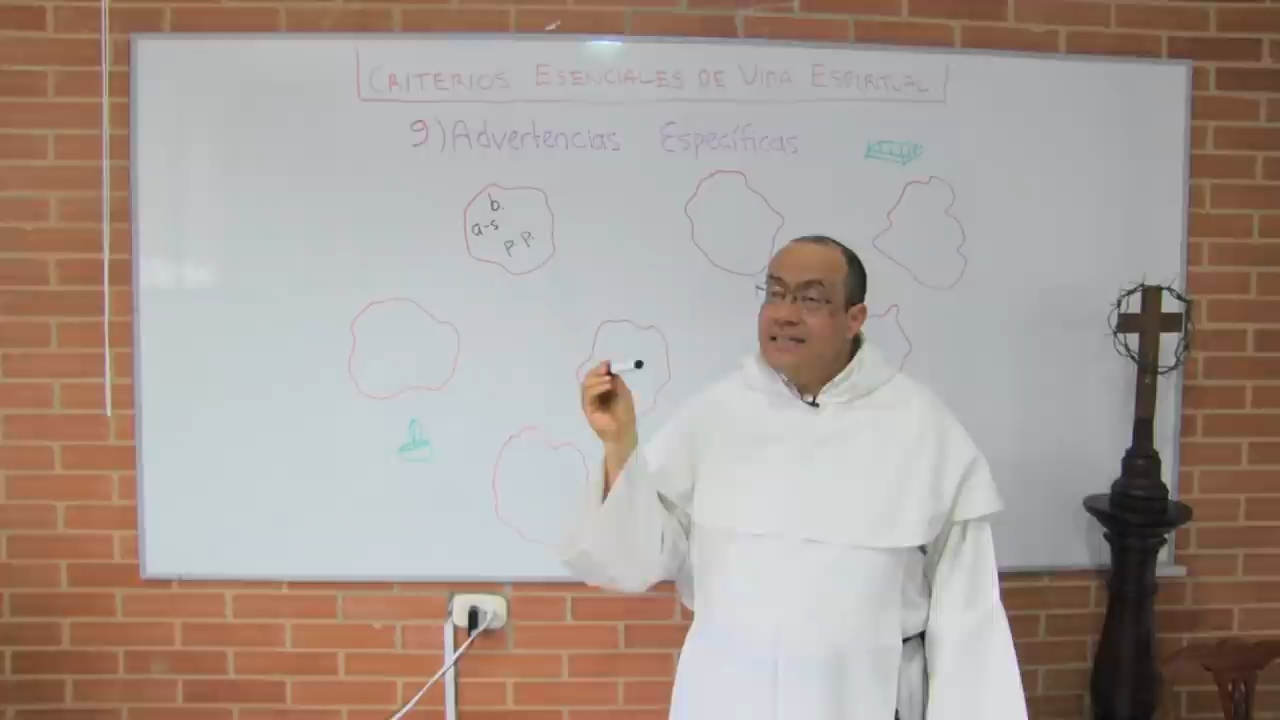 CRITERIOS ESENCIALES DE VIDA ESPIRITUAL
9) Advertencias Específicas
b.
a-s
p. p.